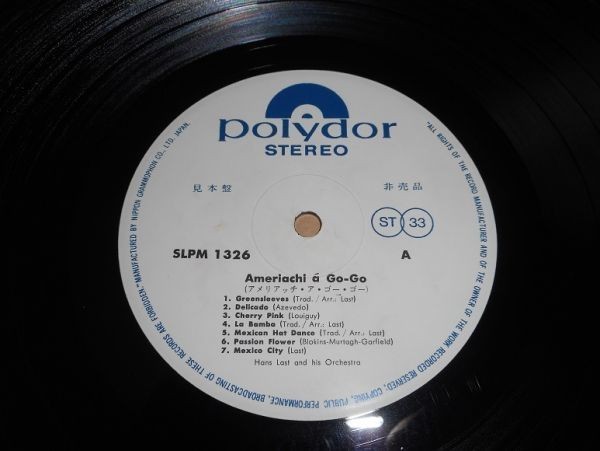 polydor
STEREO
見本盤
非売品
ST 33
SLPM 1326
A
Ameriachi á Go-Go
(アメリアッチ・ア・ゴー・ゴー)
1. Greensleeves (Trad. / Arr.: Last)
2. Delicado (Azevedo)
3. Cherry Pink (Louiguy)
4. La Bamba (Trad. / Arr.: Last)
5. Mexican Hat Dance (Trad. / Arr.: Last)
6. Passion Flower (Blokins-Murtagh-Garfield)
7. Mexico City (Last)
Hans Last and his Orchestra
"ALL RIGHTS OF THE RECORD MANUFACTURER AND OF THE OWNER OF THE WORK RECORDED RESERVED, COPYING, PUBLIC PERFORMANCE, BROADCASTING OF THESE RECORDS ARE FORBIDDEN." MANUFACTURED BY NIPPON GRAMMOPHON CO., LTD. JAPAN.